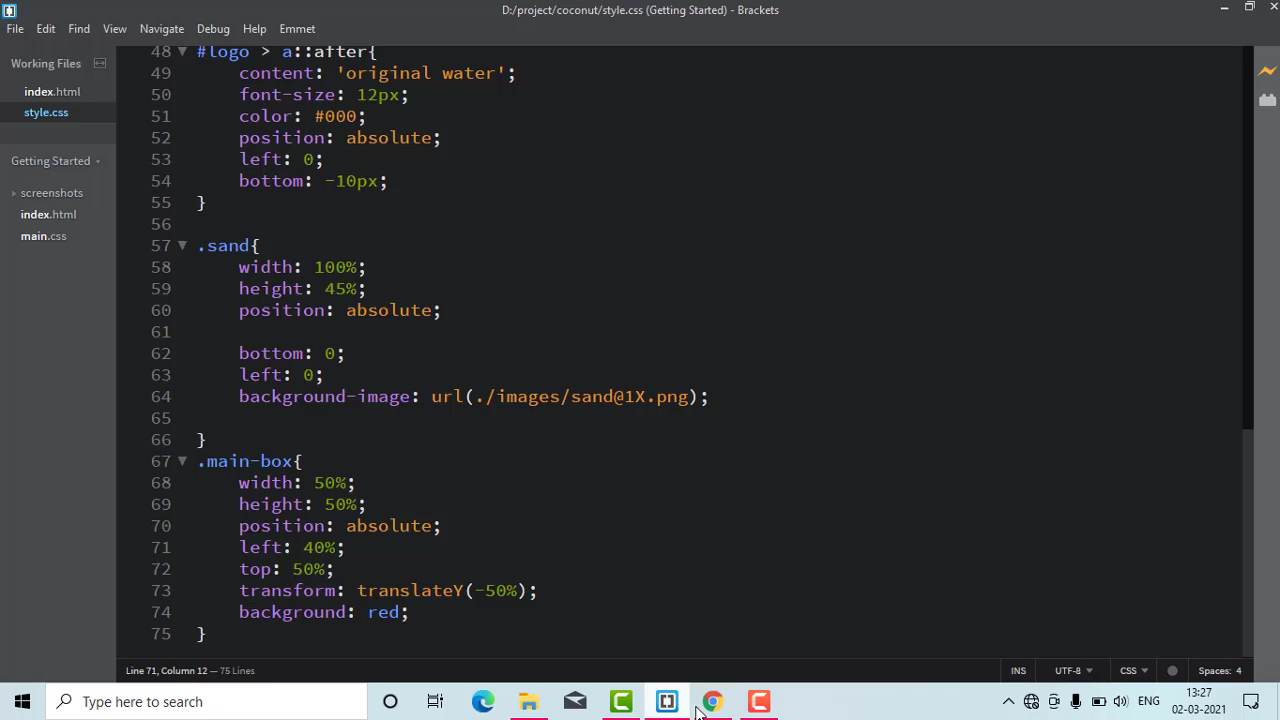 D:/project/coconut/style.css (Getting Started) - Brackets
File Edit Find View Navigate Debug Help Emmet
Working Files
index.html
style.css
Getting Started
screenshots
index.html
main.css
48 #logo > a::after{
49 content: 'original water';
50 font-size: 12px;
51 color: #000;
52 position: absolute;
53 left: 0;
54 bottom: -10px;
55 }
56
57 .sand{
58 width: 100%;
59 height: 45%;
60 position: absolute;
61
62 bottom: 0;
63 left: 0;
64 background-image: url(./images/sand@1X.png);
65
66 }
67 .main-box{
68 width: 50%;
69 height: 50%;
70 position: absolute;
71 left: 40%;
72 top: 50%;
73 transform: translateY(-50%);
74 background: red;
75 }
Line 71, Column 12 — 75 Lines
INS UTF-8 CSS Spaces: 4
Type here to search
ENG
13:27
02-03-2021